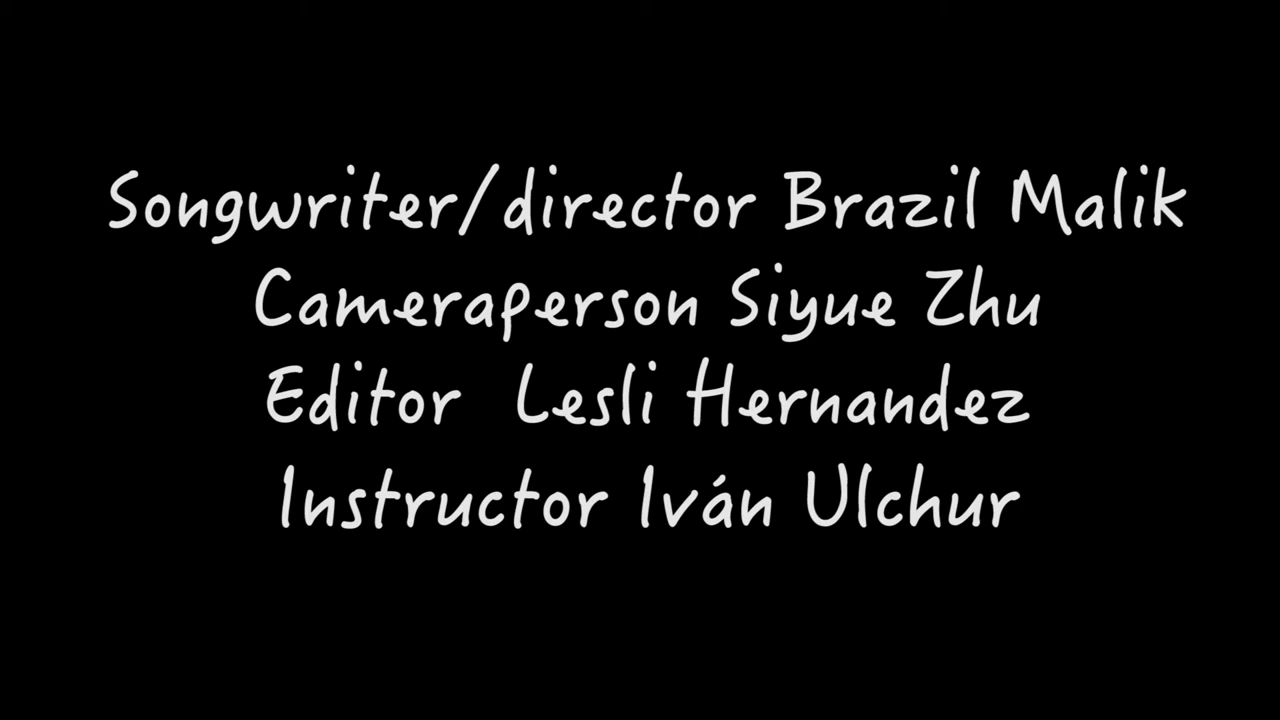 Songwriter/director Brazil Malik
Cameraperson Siyue Zhu
Editor  Lesli Hernandez
Instructor Iván Ulchur